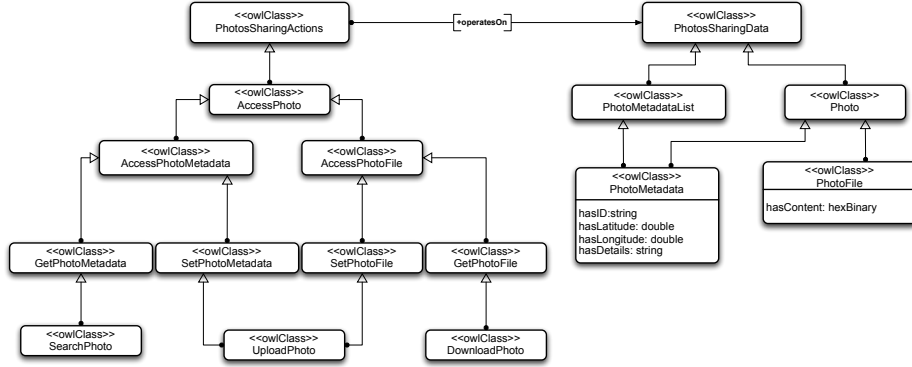 <<owlClass>>
PhotosSharingActions
+operatesOn
<<owlClass>>
PhotosSharingData
<<owlClass>>
AccessPhoto
<<owlClass>>
PhotoMetadataList
<<owlClass>>
Photo
<<owlClass>>
AccessPhotoMetadata
<<owlClass>>
AccessPhotoFile
<<owlClass>>
PhotoMetadata
hasID:string
hasLatitude: double
hasLongitude: double
hasDetails: string
<<owlClass>>
PhotoFile
hasContent: hexBinary
<<owlClass>>
GetPhotoMetadata
<<owlClass>>
SetPhotoMetadata
<<owlClass>>
SetPhotoFile
<<owlClass>>
GetPhotoFile
<<owlClass>>
SearchPhoto
<<owlClass>>
UploadPhoto
<<owlClass>>
DownloadPhoto